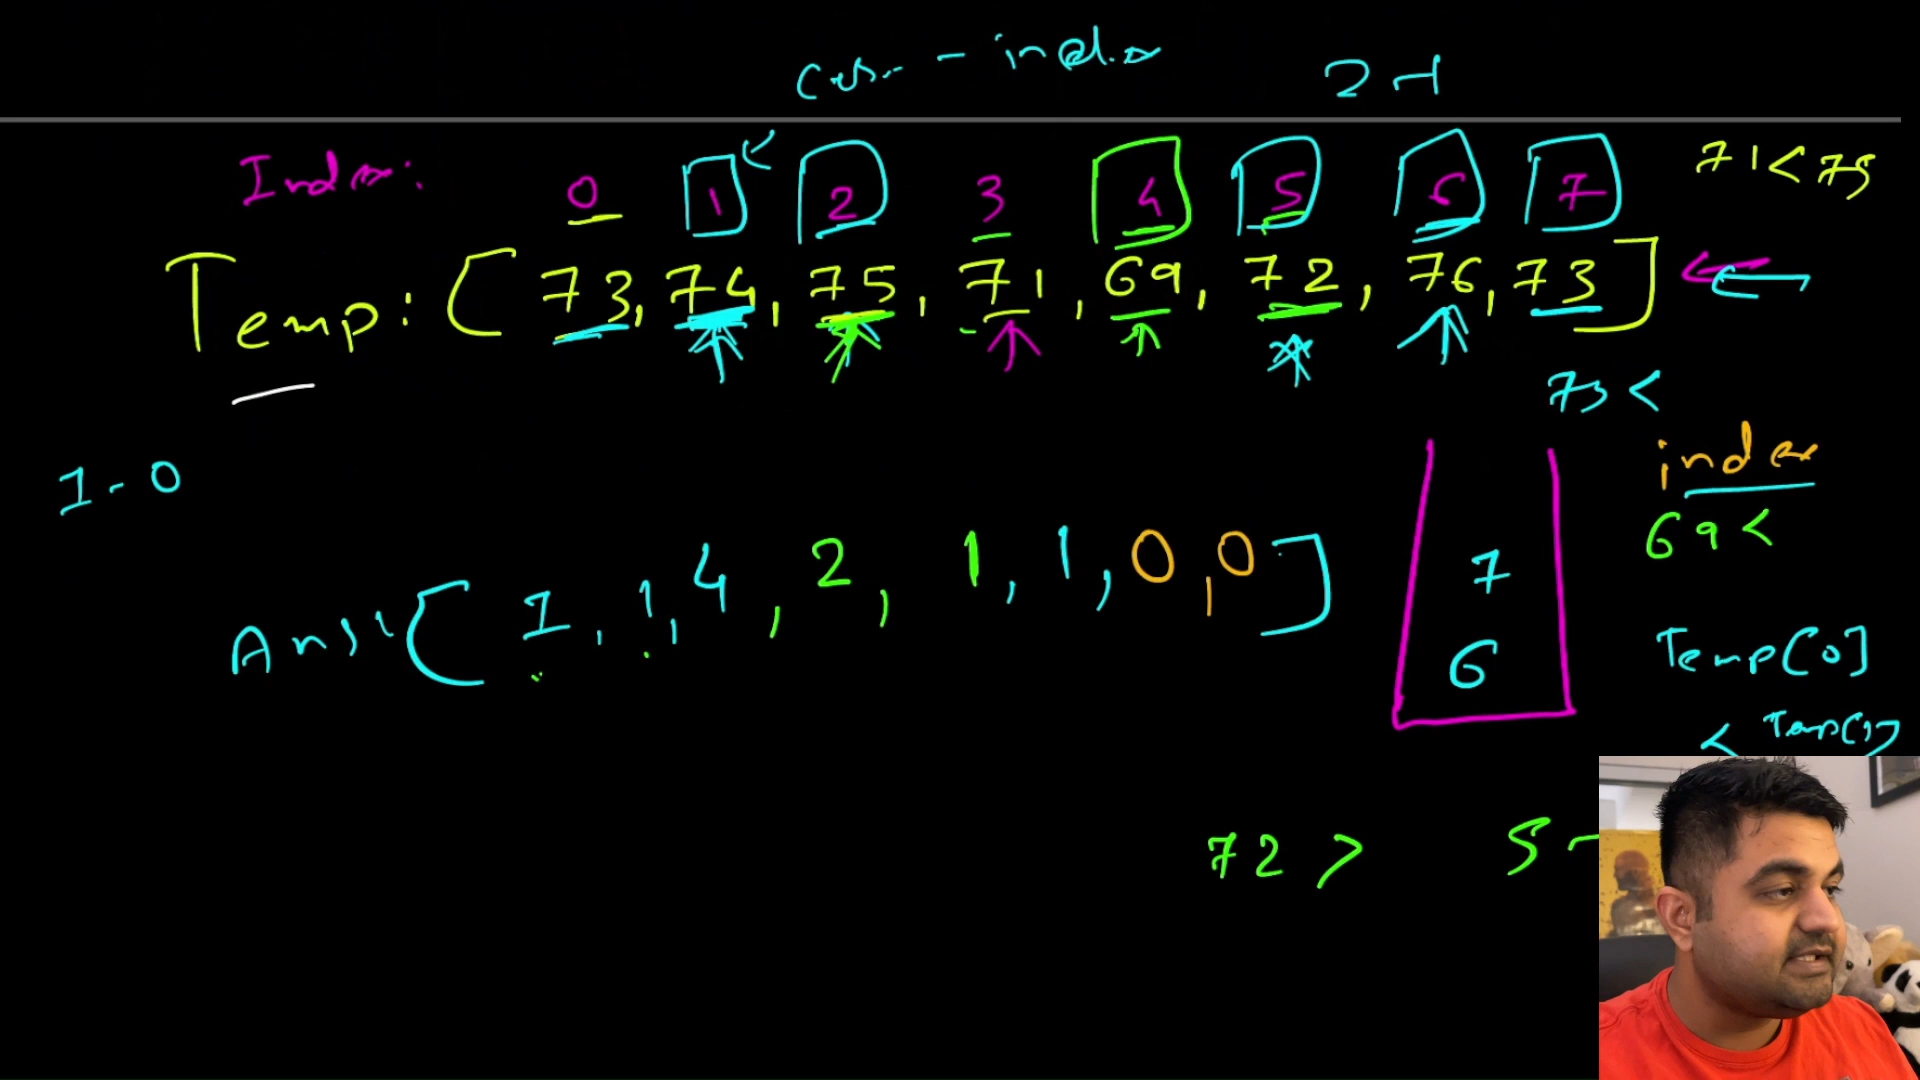 curr - index 2-1
Index: 0 1 2 3 4 5 6 7
71<75
Temp: [73, 74, 75, 71, 69, 72, 76, 73]
73 <
1 - 0
index
69 <
Ans: [1, 1, 4, 2, 1, 1, 0, 0]
7
6
Temp[0]
< Temp[1]
72 > 5 -